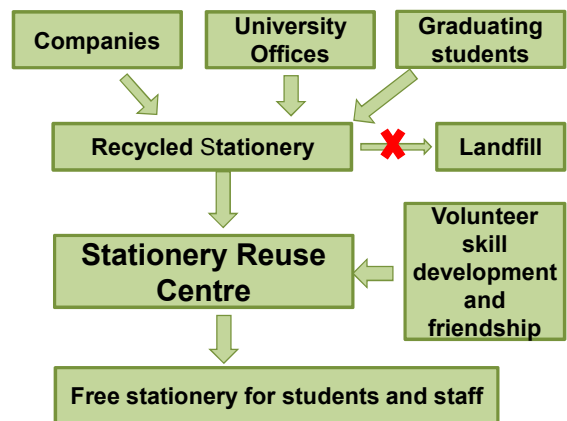 Companies
University
Offices
Graduating
students
Recycled Stationery
Landfill
Stationery Reuse
Centre
Volunteer
skill
development
and
friendship
Free stationery for students and staff